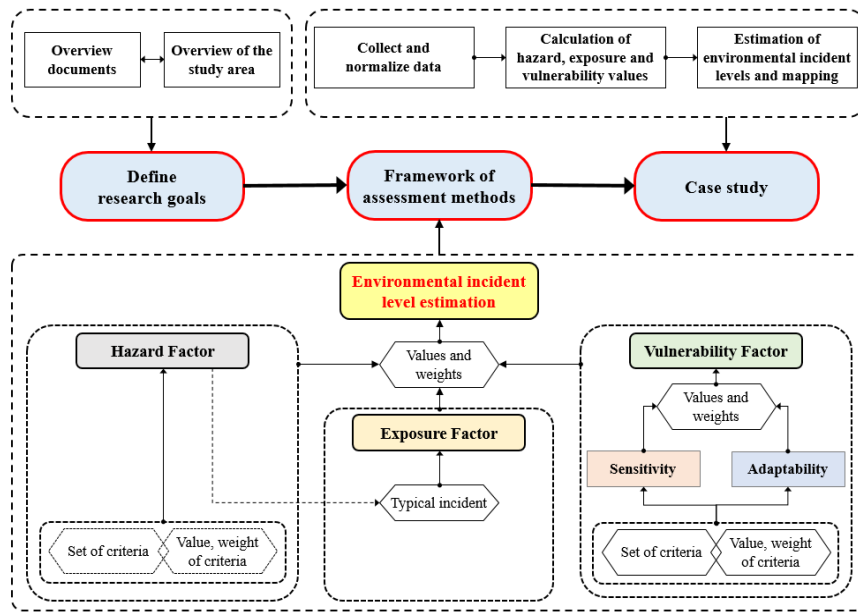 Overview
documents
Overview of the
study area
Collect and
normalize data
Calculation of
hazard, exposure and
vulnerability values
Estimation of
environmental incident
levels and mapping
Define
research goals
Framework of
assessment methods
Case study
Environmental incident
level estimation
Hazard Factor
Values and
weights
Vulnerability Factor
Values and
weights
Exposure Factor
Sensitivity
Adaptability
Typical incident
Set of criteria
Value, weight
of criteria
Set of criteria
Value, weight
of criteria